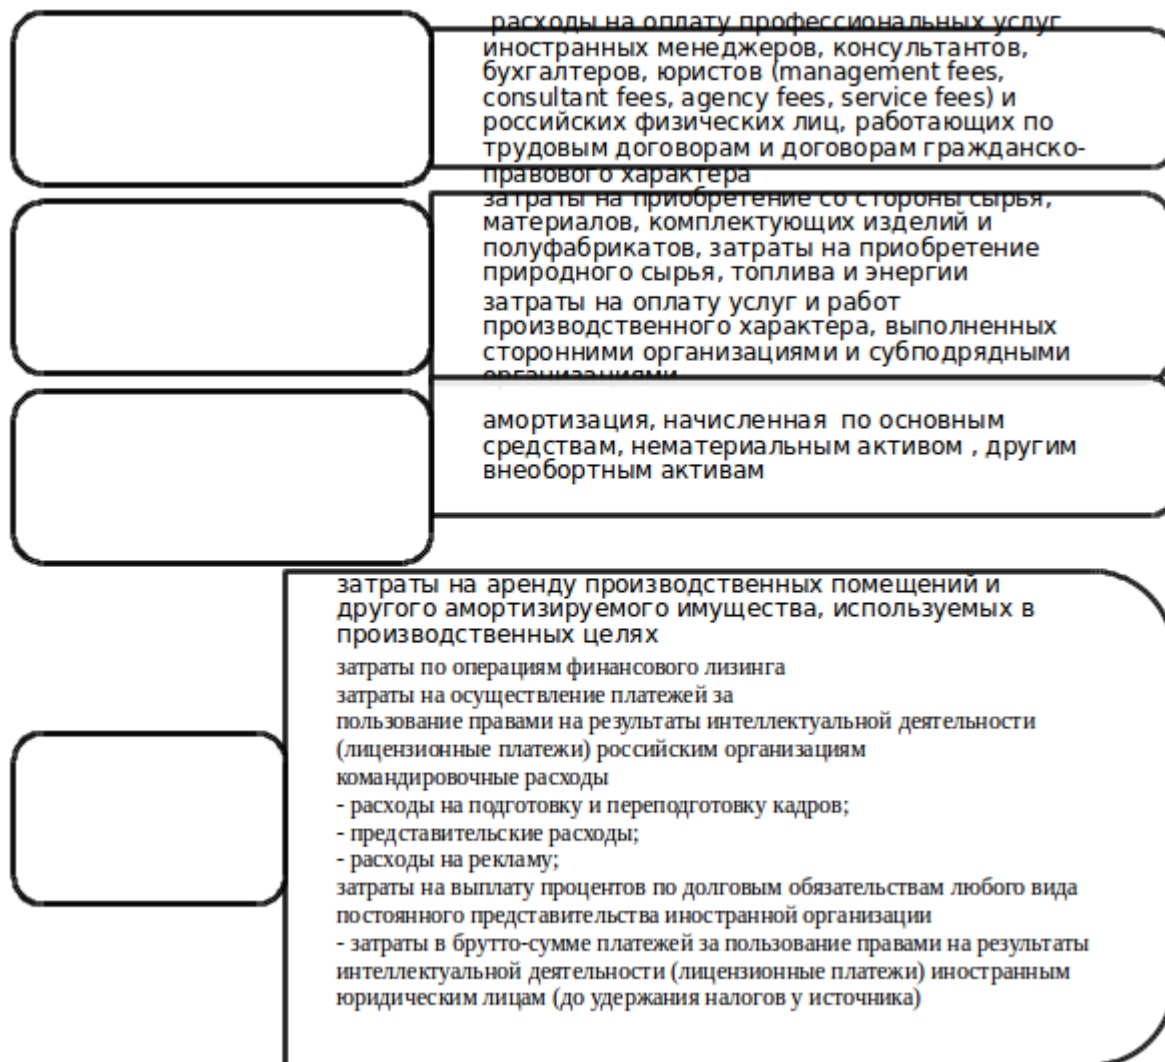 расходы на оплату профессиональных услуг
иностранных менеджеров, консультантов,
бухгалтеров, юристов (management fees,
consultant fees, agency fees, service fees) и
российских физических лиц, работающих по
трудовым договорам и договорам гражданско-
правового характера
затраты на приобретение со стороны сырья,
материалов, комплектующих изделий и
полуфабрикатов, затраты на приобретение
природного сырья, топлива и энергии
затраты на оплату услуг и работ
производственного характера, выполненных
сторонними организациями и субподрядными
организациями
амортизация, начисленная  по основным
средствам, нематериальным активом , другим
внеобортным активам
затраты на аренду производственных помещений и
другого амортизируемого имущества, используемых в
производственных целях
затраты по операциям финансового лизинга
затраты на осуществление платежей за
пользование правами на результаты интеллектуальной деятельности
(лицензионные платежи) российским организациям
командировочные расходы
- расходы на подготовку и переподготовку кадров;
- представительские расходы;
- расходы на рекламу;
затраты на выплату процентов по долговым обязательствам любого вида
постоянного представительства иностранной организации
- затраты в брутто-сумме платежей за пользование правами на результаты
интеллектуальной деятельности (лицензионные платежи) иностранным
юридическим лицам (до удержания налогов у источника)